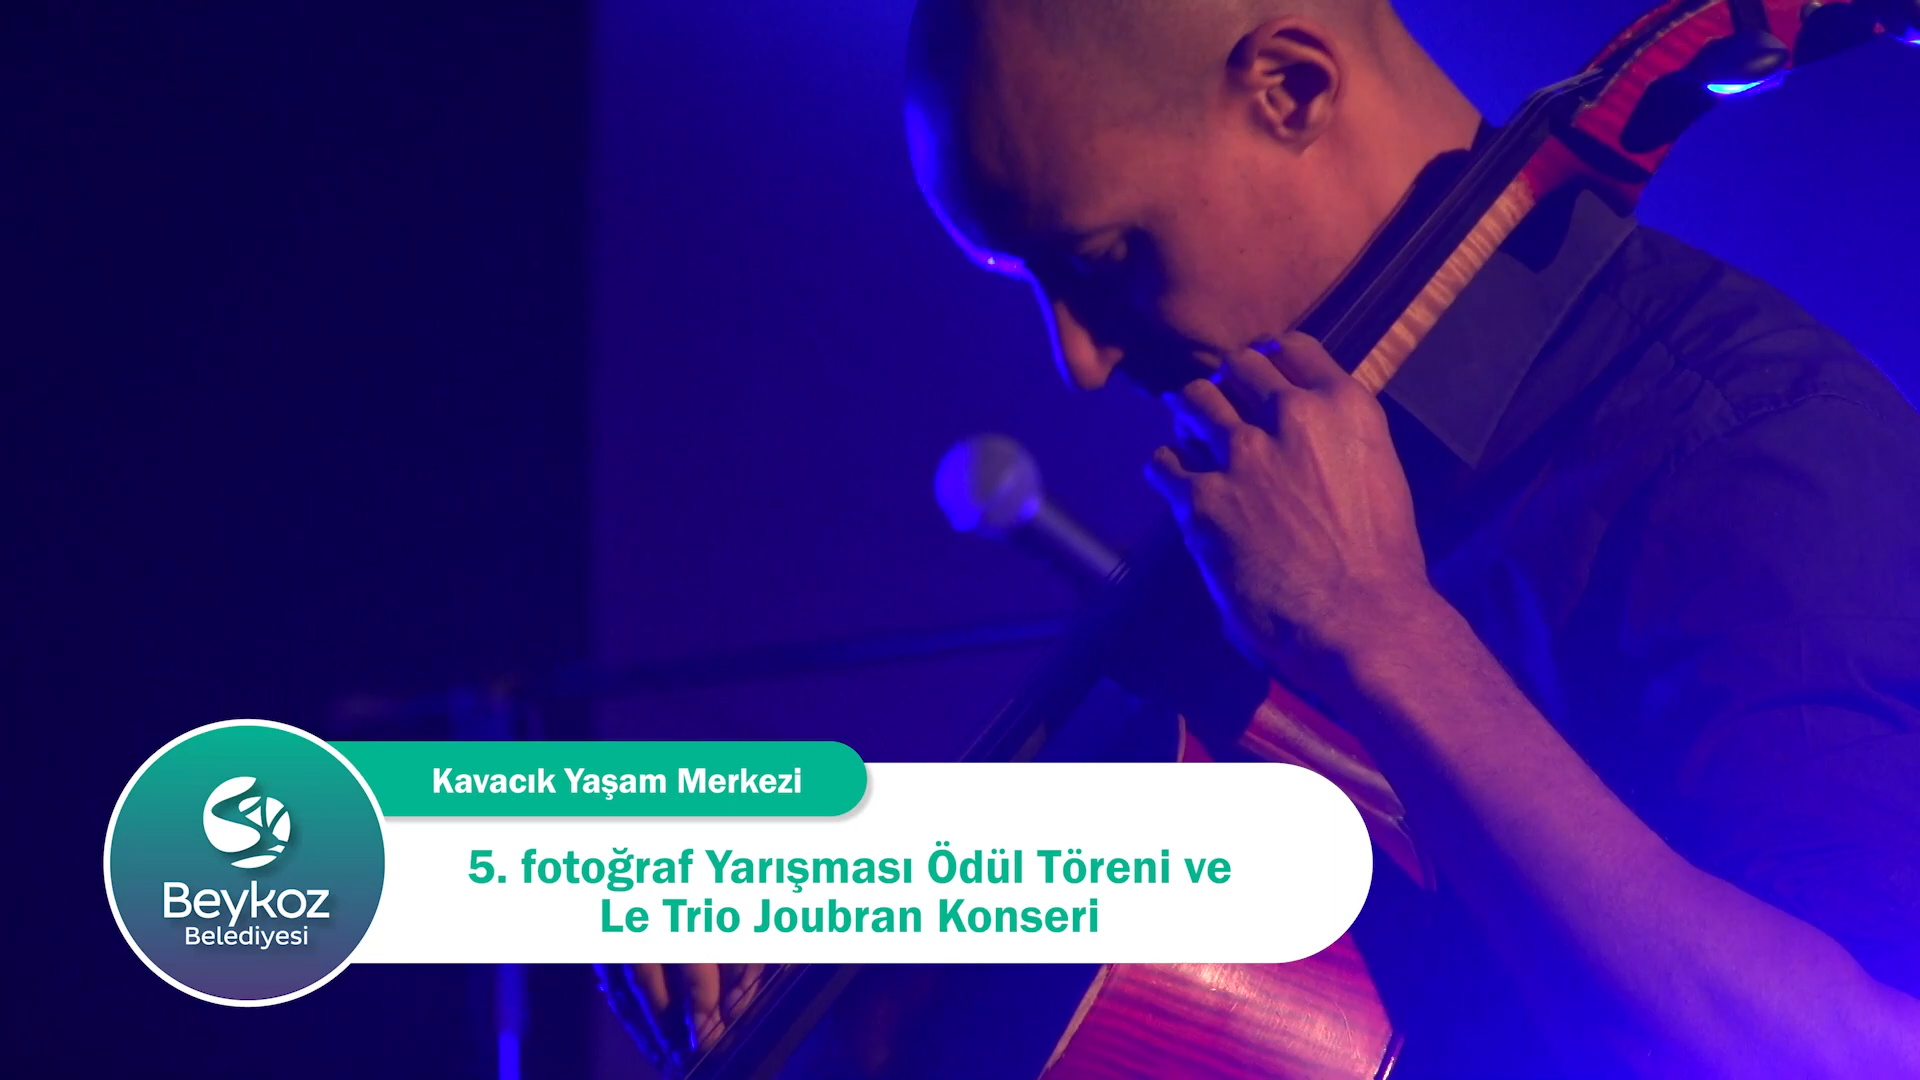 Kavacık Yaşam Merkezi
5. fotoğraf Yarışması Ödül Töreni ve
Le Trio Joubran Konseri
Beykoz
Belediyesi